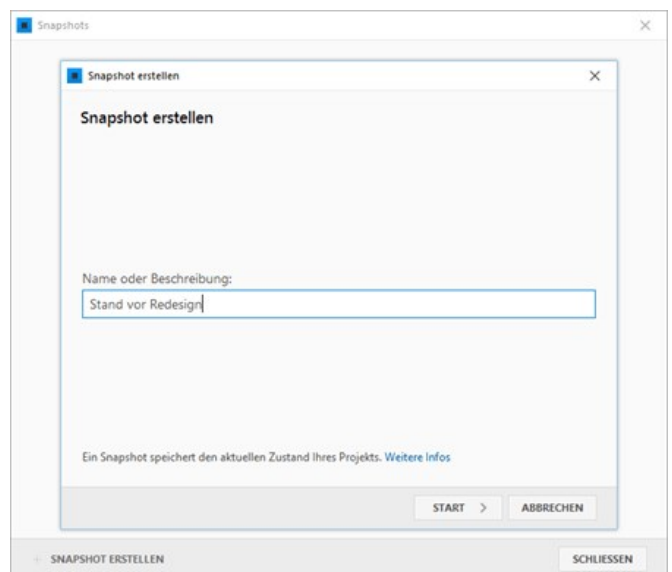 Snapshots
Snapshot erstellen
Snapshot erstellen
Name oder Beschreibung:
Stand vor Redesign
Ein Snapshot speichert den aktuellen Zustand Ihres Projekts. Weitere Infos
START
ABBRECHEN
SNAPSHOT ERSTELLEN
SCHLIESSEN